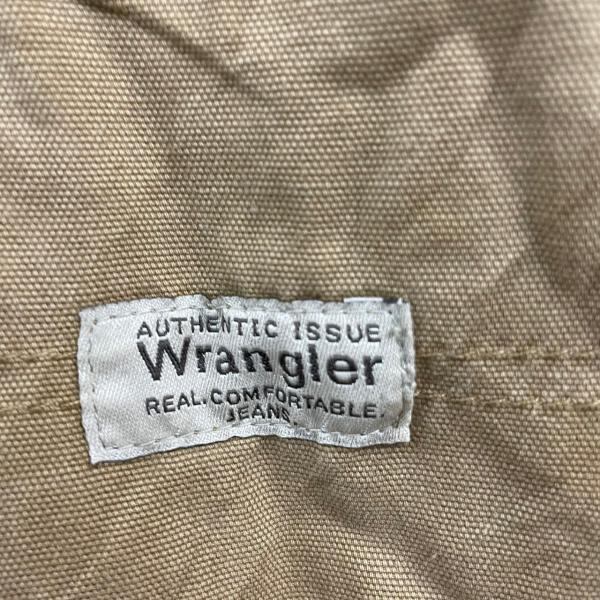 AUTHENTIC ISSUE
Wrangler
REAL.COMFORTABLE.
JEANS.